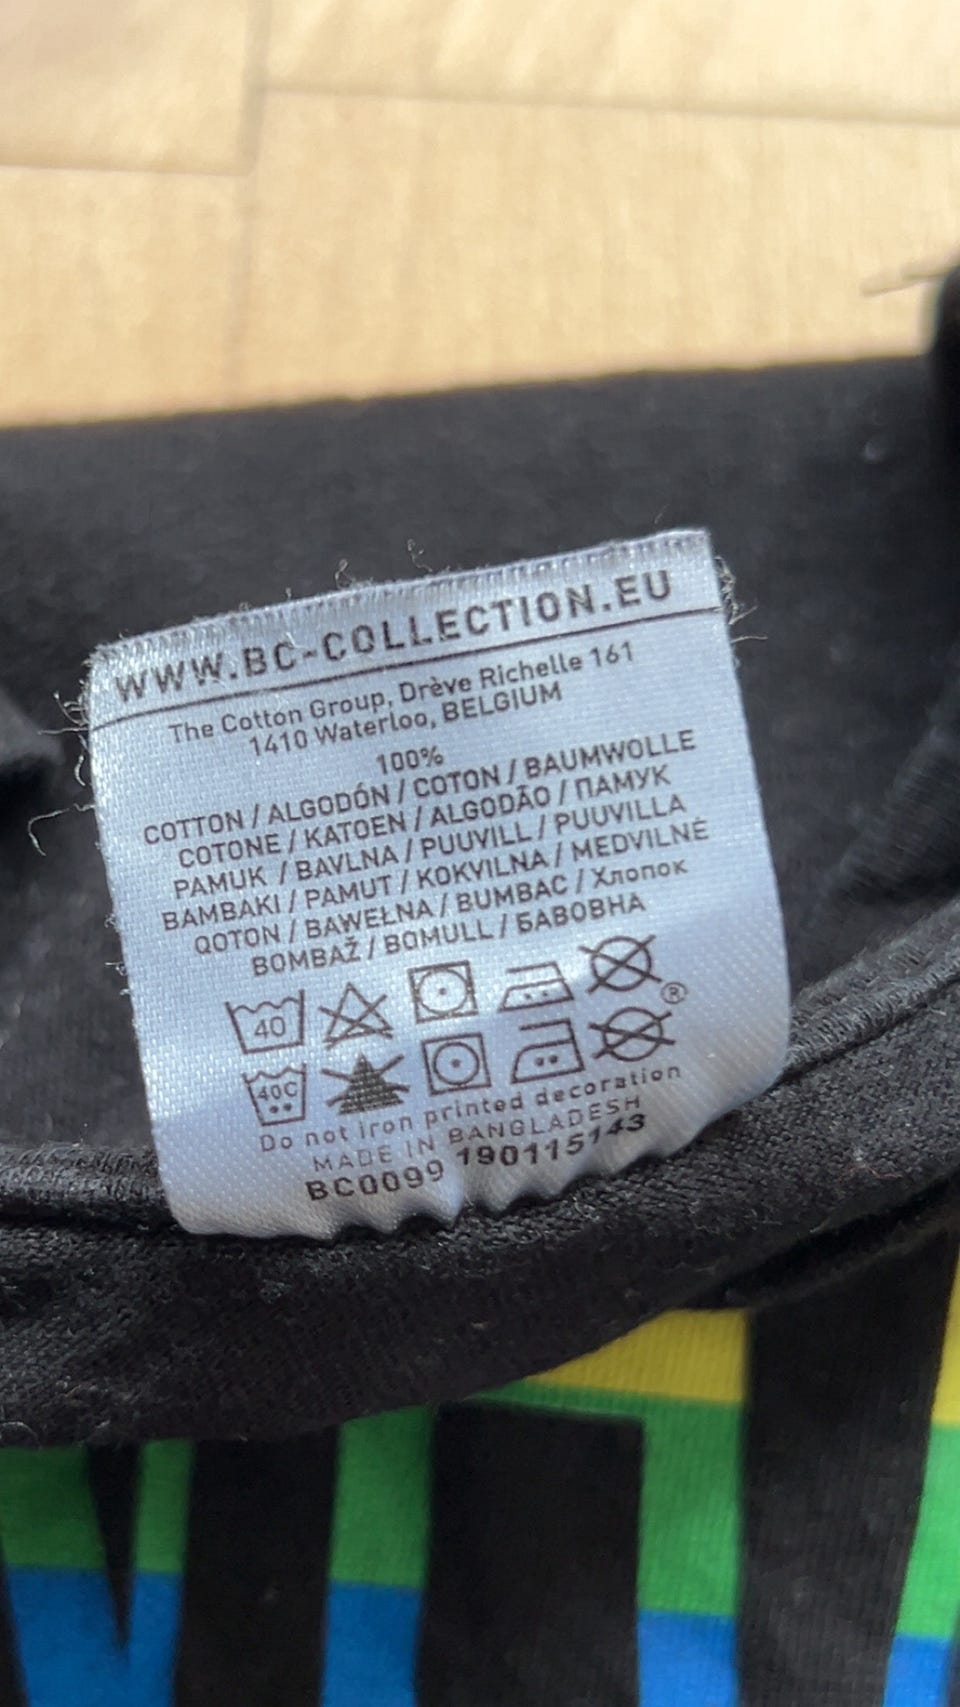 WWW.BC-COLLECTION.EU
The Cotton Group, Drève Richelle 161
1410 Waterloo, BELGIUM
100%
COTTON / ALGODÓN / COTON / BAUMWOLLE
COTONE / KATOEN / ALGODÃO / ПАМУК
PAMUK / BAVLNA / PUUVILL / PUUVILLA
BAMBAKI / PAMUT / KOKVILNA / MEDVILNĖ
QOTON / BAWEŁNA / BUMBAC / Хлопок
BOMBAŽ / BOMULL / БАВОВНА
40
®
40C
Do not iron printed decoration
MADE IN BANGLADESH
BC0099 190115143